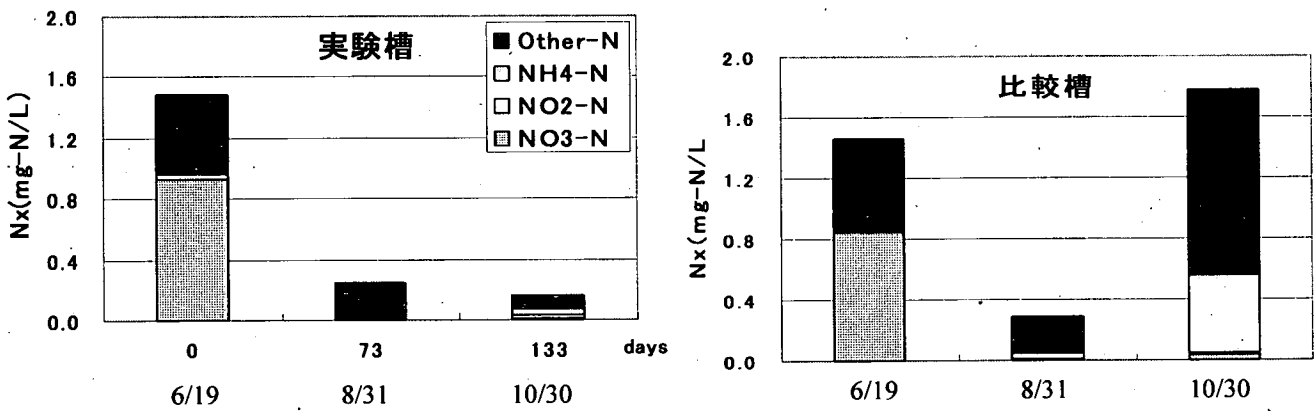 実験槽
Other-N
NH4-N
NO2-N
NO3-N
Nx(mg-N/L)
2.0
1.6
1.2
0.8
0.4
0.0
0 73 133 days
6/19 8/31 10/30
比較槽
Nx(mg-N/L
2.0
1.6
1.2
0.8
0.4
0.0
6/19 8/31 10/30